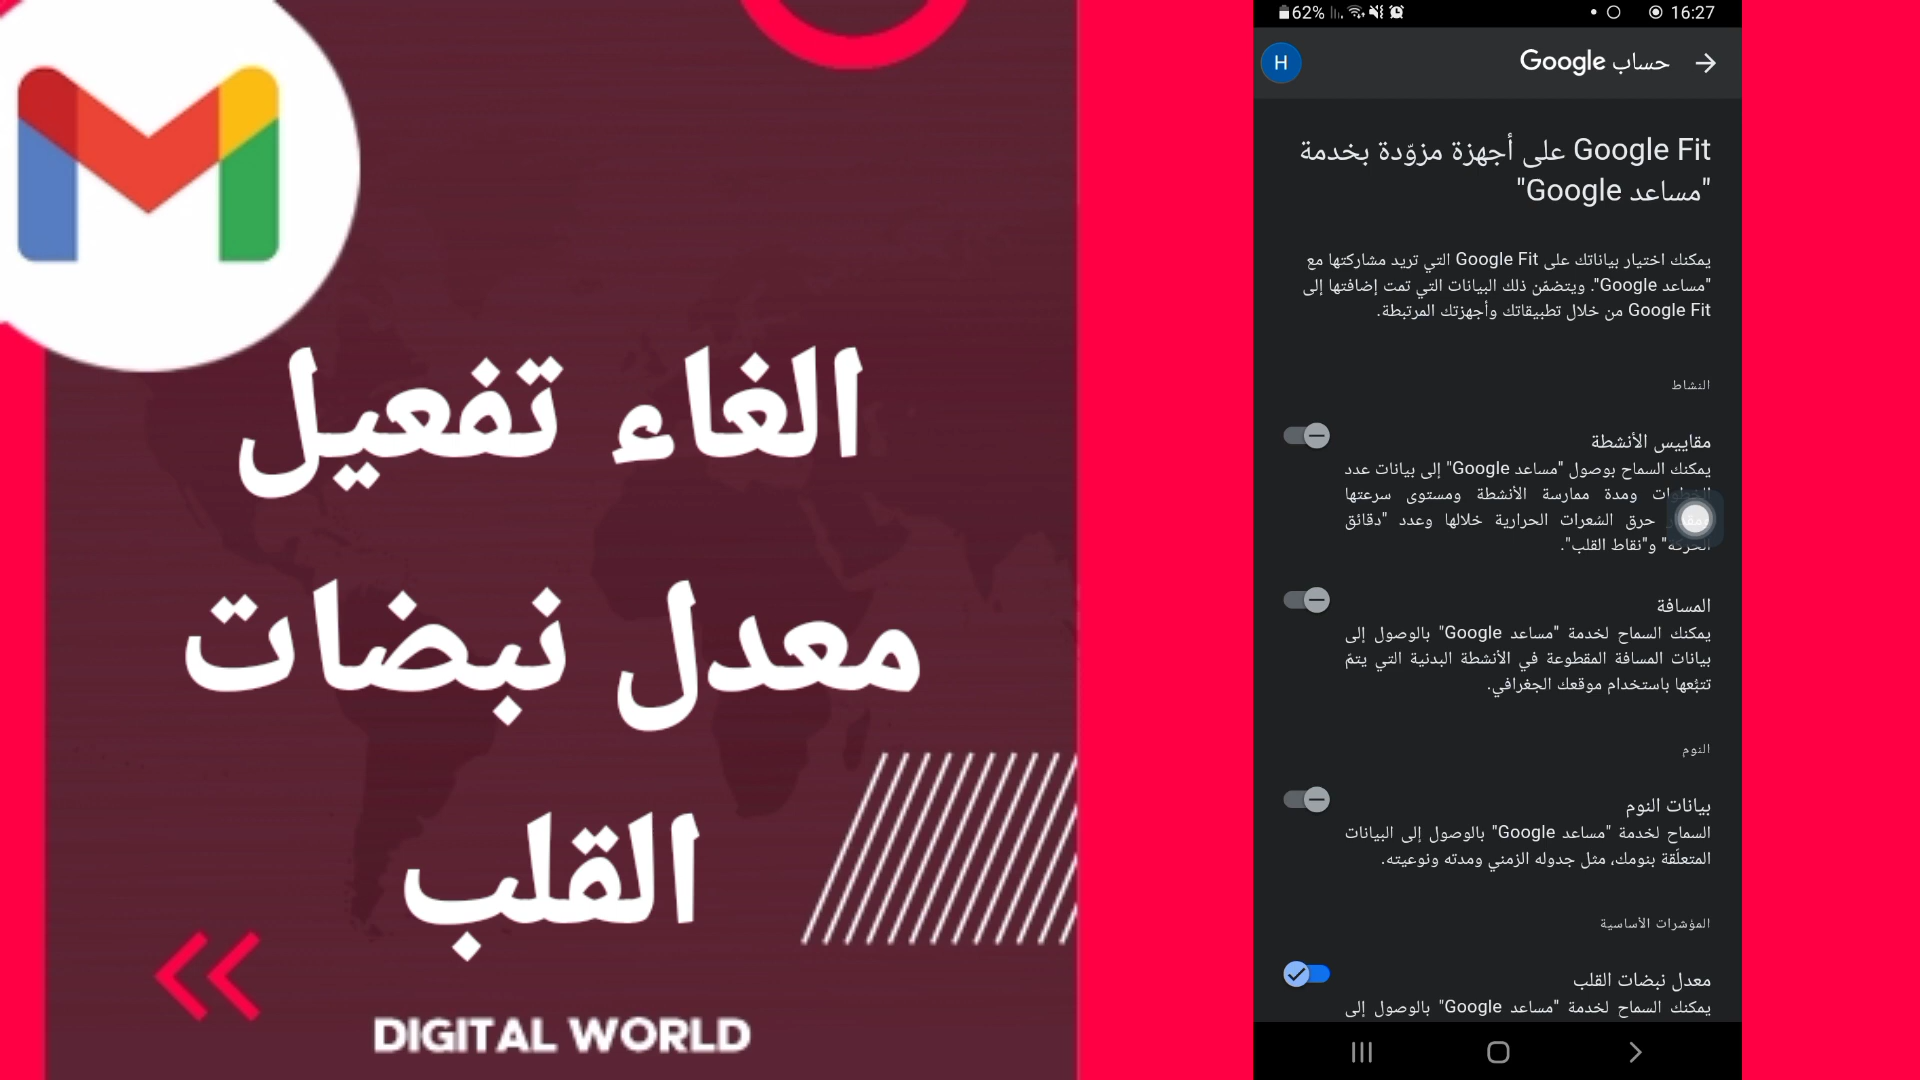 الغاء تفعيل
معدل نبضات
القلب
DIGITAL WORLD
62%
16:27
حساب Google
H
Google Fit على أجهزة مزوّدة بخدمة
"مساعد Google"
يمكنك اختيار بياناتك على Google Fit التي تريد مشاركتها مع
"مساعد Google". ويتضمّن ذلك البيانات التي تمت إضافتها إلى
Google Fit من خلال تطبيقاتك وأجهزتك المرتبطة.
النشاط
مقاييس الأنشطة
يمكنك السماح بوصول "مساعد Google" إلى بيانات عدد
الخطوات ومدة ممارسة الأنشطة ومستوى سرعتها
حرق السُعرات الحرارية خلالها وعدد "دقائق
الحركة" و"نقاط القلب".
المسافة
يمكنك السماح لخدمة "مساعد Google" بالوصول إلى
بيانات المسافة المقطوعة في الأنشطة البدنية التي يتمّ
تتبُّعها باستخدام موقعك الجغرافي.
النوم
بيانات النوم
السماح لخدمة "مساعد Google" بالوصول إلى البيانات
المتعلّقة بنومك، مثل جدوله الزمني ومدته ونوعيته.
المؤشرات الأساسية
معدل نبضات القلب
يمكنك السماح لخدمة "مساعد Google" بالوصول إلى